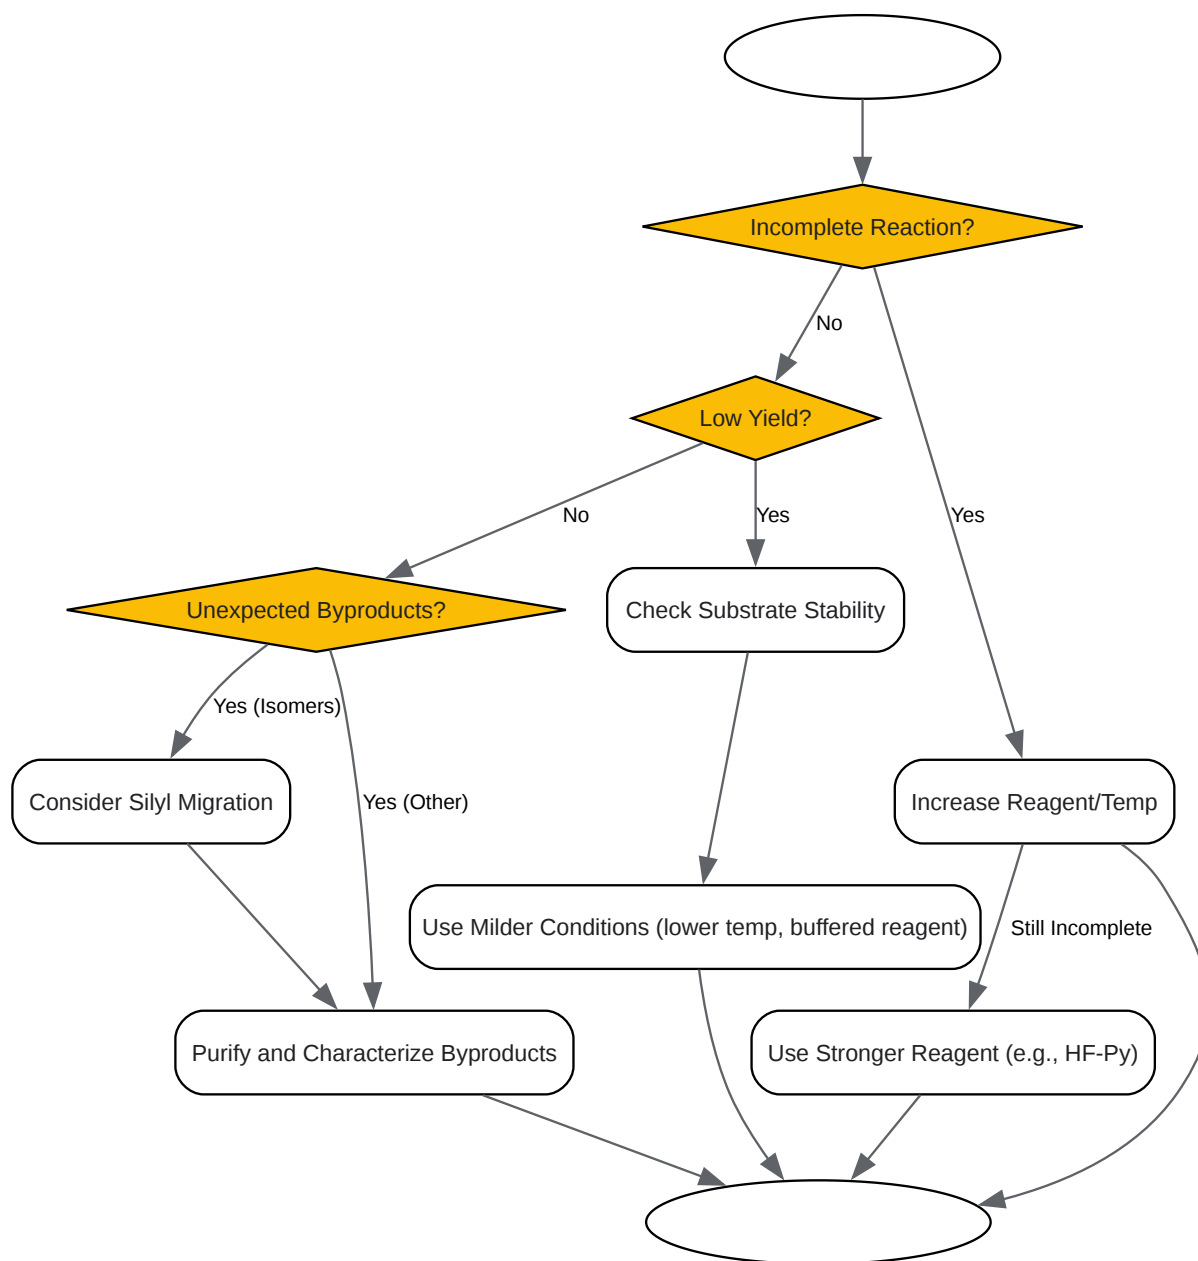 Incomplete Reaction?
No
Low Yield?
No
Yes
Yes
Unexpected Byproducts?
Check Substrate Stability
Yes (Isomers)
Consider Silyl Migration
Yes (Other)
Increase Reagent/Temp
Use Milder Conditions (lower temp, buffered reagent)
Still Incomplete
Purify and Characterize Byproducts
Use Stronger Reagent (e.g., HF-Py)